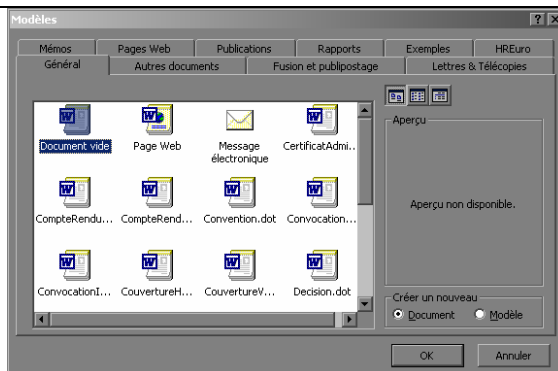 Modèles
Mémos Pages Web Publications Rapports Exemples HREuro
Général Autres documents Fusion et publipostage Lettres & Télécopies
Document vide Page Web Message électronique CertificatAdmi...
CompteRendu... CompteRend... Convention.dot Convocation...
ConvocationI... CouvertureH... CouvertureV... Decision.dot
Aperçu
Aperçu non disponible.
Créer un nouveau
Document Modèle
OK Annuler